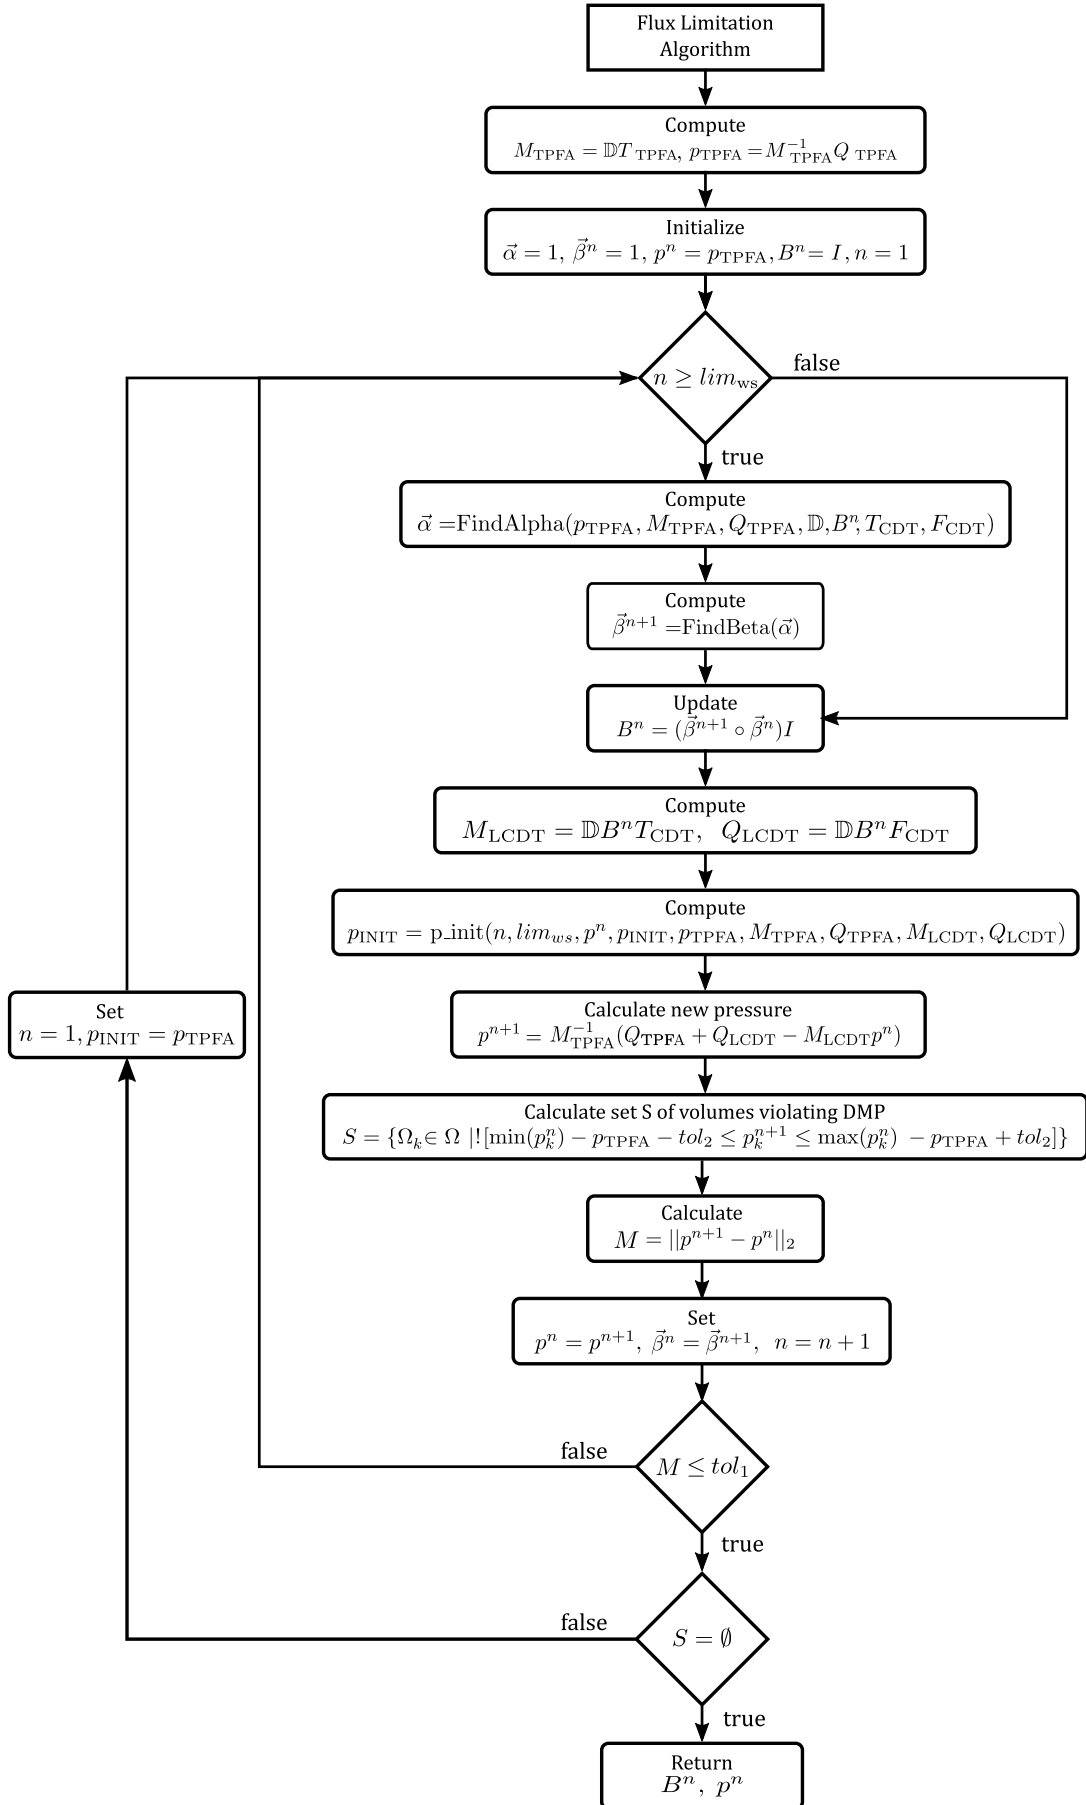 Flux Limitation
Algorithm
Compute
M_TPFA = 𝔻T_TPFA, p_TPFA = M_TPFA^{-1} Q_TPFA
Initialize
α⃗ = 1, β⃗^n = 1, p^n = p_TPFA, B^n = I, n = 1
n ≥ lim_ws
false
true
Compute
α⃗ =FindAlpha(p_TPFA, M_TPFA, Q_TPFA, 𝔻, B^n, T_CDT, F_CDT)
Compute
β⃗^{n+1} =FindBeta(α⃗)
Update
B^n = (β⃗^{n+1} ∘ β⃗^n)I
Compute
M_LCDT = 𝔻B^n T_CDT, Q_LCDT = 𝔻B^n F_CDT
Compute
p_INIT = p_init(n, lim_ws, p^n, p_INIT, p_TPFA, M_TPFA, Q_TPFA, M_LCDT, Q_LCDT)
Calculate new pressure
p^{n+1} = M_TPFA^{-1}(Q_TPFA + Q_LCDT − M_LCDT p^n)
Set
n = 1, p_INIT = p_TPFA
Calculate set S of volumes violating DMP
S = {Ω_k ∈ Ω |![min(p_k^n) − p_TPFA − tol_2 ≤ p_k^{n+1} ≤ max(p_k^n) − p_TPFA + tol_2]}
Calculate
M = ||p^{n+1} − p^n||_2
Set
p^n = p^{n+1}, β⃗^n = β⃗^{n+1}, n = n + 1
false
M ≤ tol_1
true
false
S = ∅
true
Return
B^n, p^n